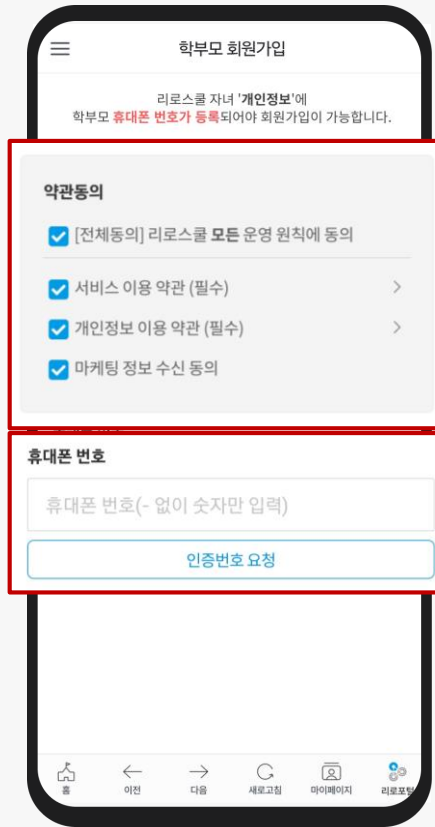 학부모 회원가입
리로스쿨 자녀 '개인정보'에
학부모 휴대폰 번호가 등록되어야 회원가입이 가능합니다.
약관동의
[전체동의] 리로스쿨 모든 운영 원칙에 동의
서비스 이용 약관 (필수)
개인정보 이용 약관 (필수)
마케팅 정보 수신 동의
휴대폰 번호
휴대폰 번호(- 없이 숫자만 입력)
인증번호 요청
홈 이전 다음 새로고침 마이페이지 리로포털